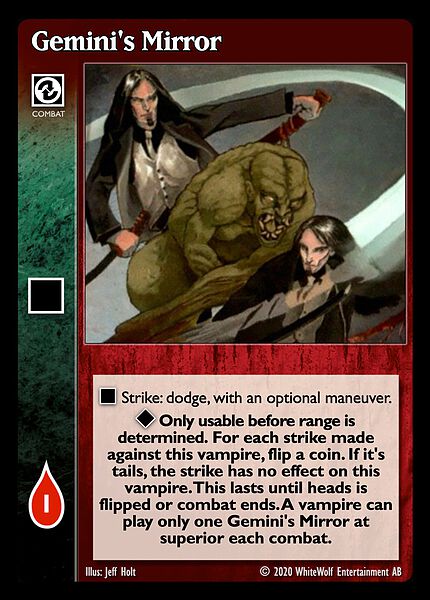 Gemini's Mirror
COMBAT
Strike: dodge, with an optional maneuver.
Only usable before range is
determined. For each strike made
against this vampire, flip a coin. If it's
tails, the strike has no effect on this
vampire. This lasts until heads is
flipped or combat ends. A vampire can
play only one Gemini's Mirror at
superior each combat.
1
Illus: Jeff Holt © 2020 WhiteWolf Entertainment AB